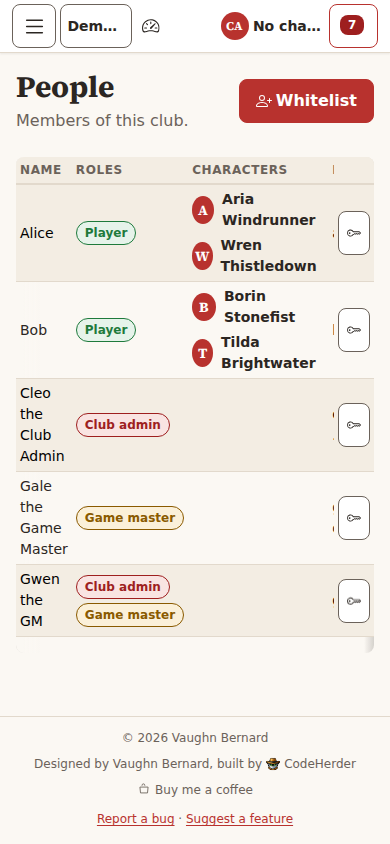 Dem…
CA No cha…
7
People
Members of this club.
Whitelist
NAME ROLES CHARACTERS
Alice Player
A Aria Windrunner
W Wren Thistledown
Bob Player
B Borin Stonefist
T Tilda Brightwater
Cleo the Club Admin Club admin
Gale the Game Master Game master
Gwen the GM Club admin
Game master
© 2026 Vaughn Bernard
Designed by Vaughn Bernard, built by CodeHerder
Buy me a coffee
Report a bug · Suggest a feature